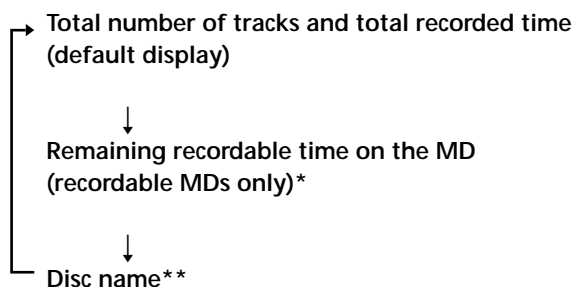 Total number of tracks and total recorded time
(default display)
Remaining recordable time on the MD
(recordable MDs only)*
Disc name**